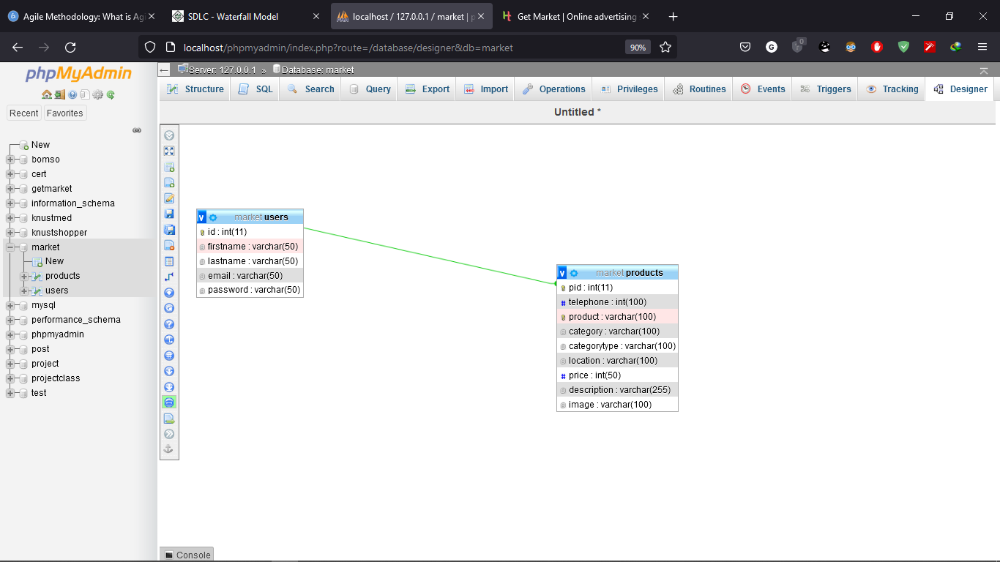 Agile Methodology: What is Agi
SDLC - Waterfall Model
localhost / 127.0.0.1 / market | p
Get Market | Online advertising
localhost/phpmyadmin/index.php?route=/database/designer&db=market
90%
phpMyAdmin
Server: 127.0.0.1 » Database: market
Structure SQL Search Query Export Import Operations Privileges Routines Events Triggers Tracking Designer
Recent Favorites
Untitled *
New
bomso
cert
getmarket
information_schema
knustmed
knustshopper
market
New
products
users
mysql
performance_schema
phpmyadmin
post
project
projectclass
test
v market users
id : int(11)
firstname : varchar(50)
lastname : varchar(50)
email : varchar(50)
password : varchar(50)
v market products
pid : int(11)
# telephone : int(100)
product : varchar(100)
category : varchar(100)
categorytype : varchar(100)
location : varchar(100)
# price : int(50)
description : varchar(255)
image : varchar(100)
Console